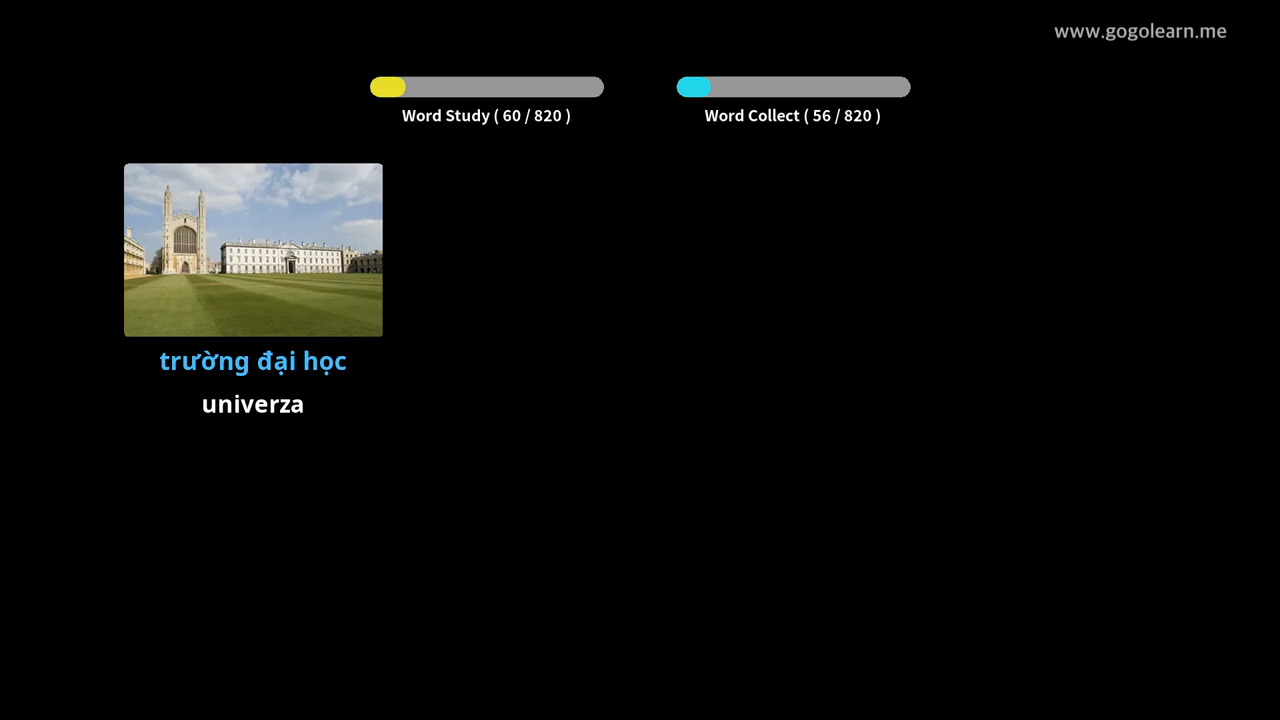 www.gogolearn.me
Word Study ( 60 / 820 )
Word Collect ( 56 / 820 )
trường đại học
univerza